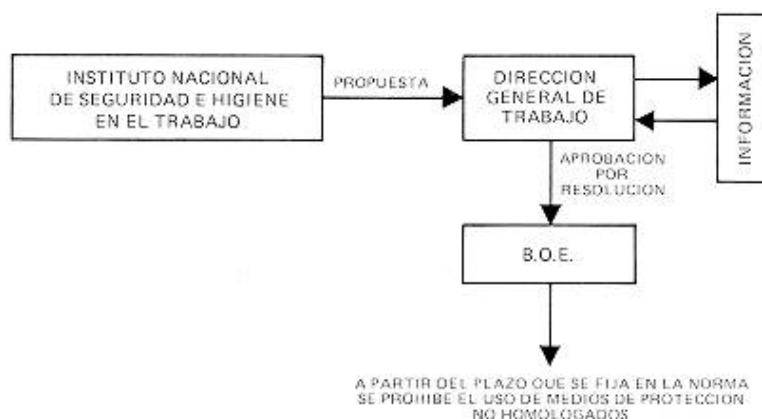 INSTITUTO NACIONAL
DE SEGURIDAD E HIGIENE
EN EL TRABAJO
PROPUESTA
DIRECCION
GENERAL DE
TRABAJO
INFORMACION
APROBACION
POR
RESOLUCION
B.O.E.
A PARTIR DEL PLAZO QUE SE FIJA EN LA NORMA
SE PROHIBE EL USO DE MEDIOS DE PROTECCION
NO HOMOLOGADOS